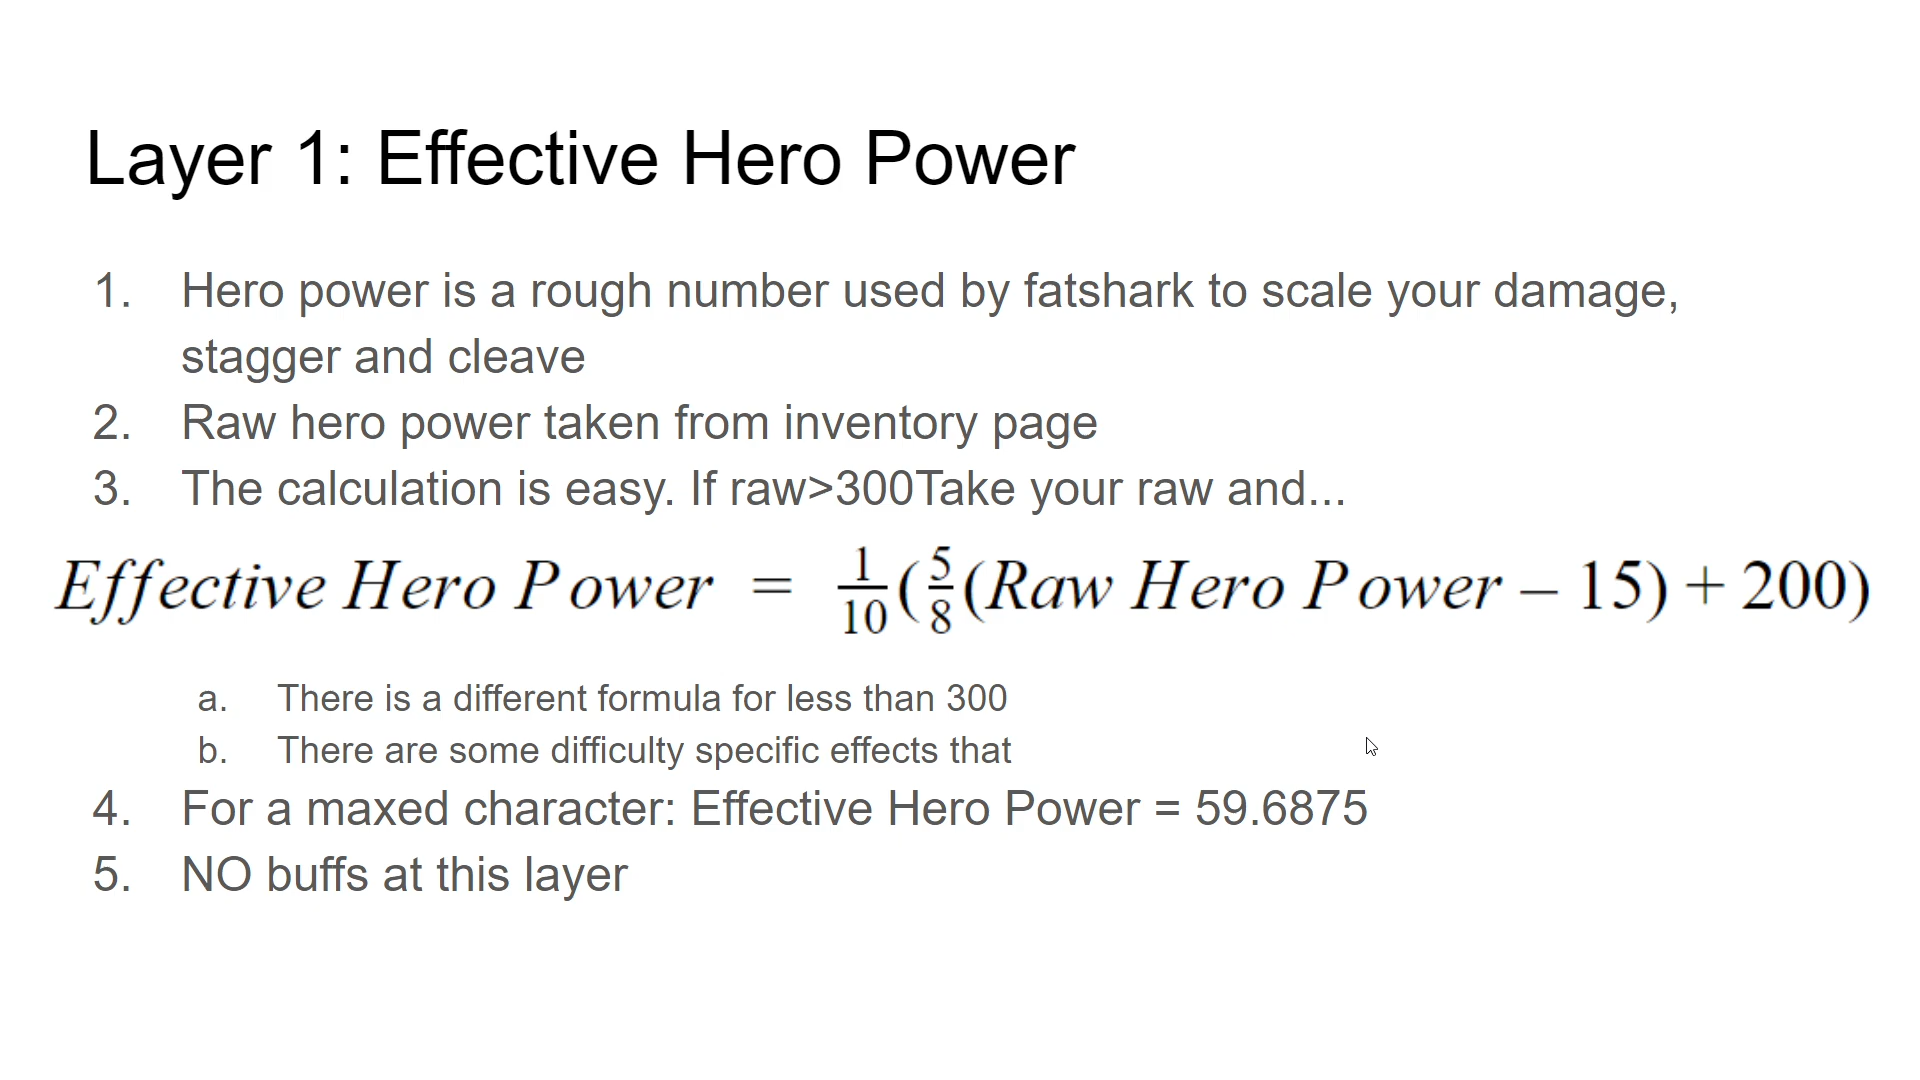 Layer 1: Effective Hero Power
1. Hero power is a rough number used by fatshark to scale your damage,
stagger and cleave
2. Raw hero power taken from inventory page
3. The calculation is easy. If raw>300Take your raw and...
Effective Hero Power = 1/10(5/8(Raw Hero Power – 15) + 200)
a. There is a different formula for less than 300
b. There are some difficulty specific effects that
4. For a maxed character: Effective Hero Power = 59.6875
5. NO buffs at this layer